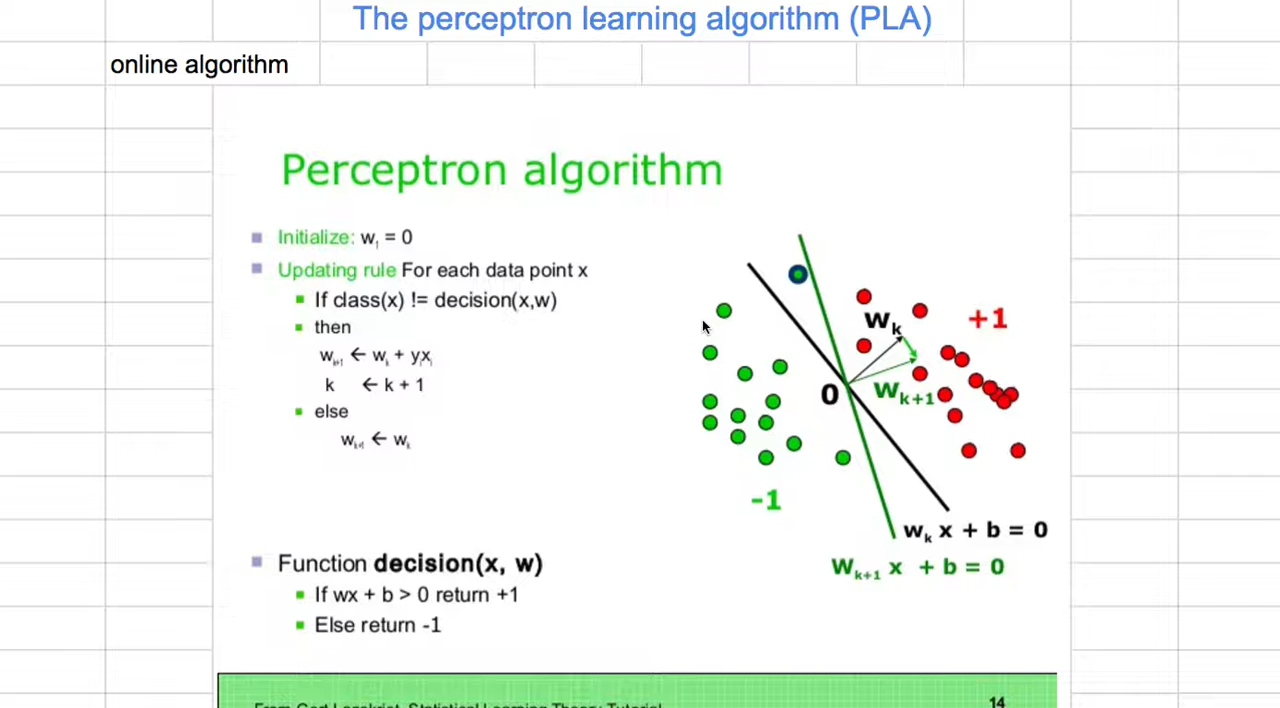 The perceptron learning algorithm (PLA)
online algorithm
Perceptron algorithm
Initialize: w₁ = 0
Updating rule For each data point x
If class(x) != decision(x,w)
then
wₖ₊₁ ← wₖ + yᵢxᵢ
k ← k + 1
else
wₖ₊₁ ← wₖ
Function decision(x, w)
If wx + b > 0 return +1
Else return -1
wₖ
+1
0
Wₖ₊₁
-1
wₖ x + b = 0
Wₖ₊₁ x + b = 0
14